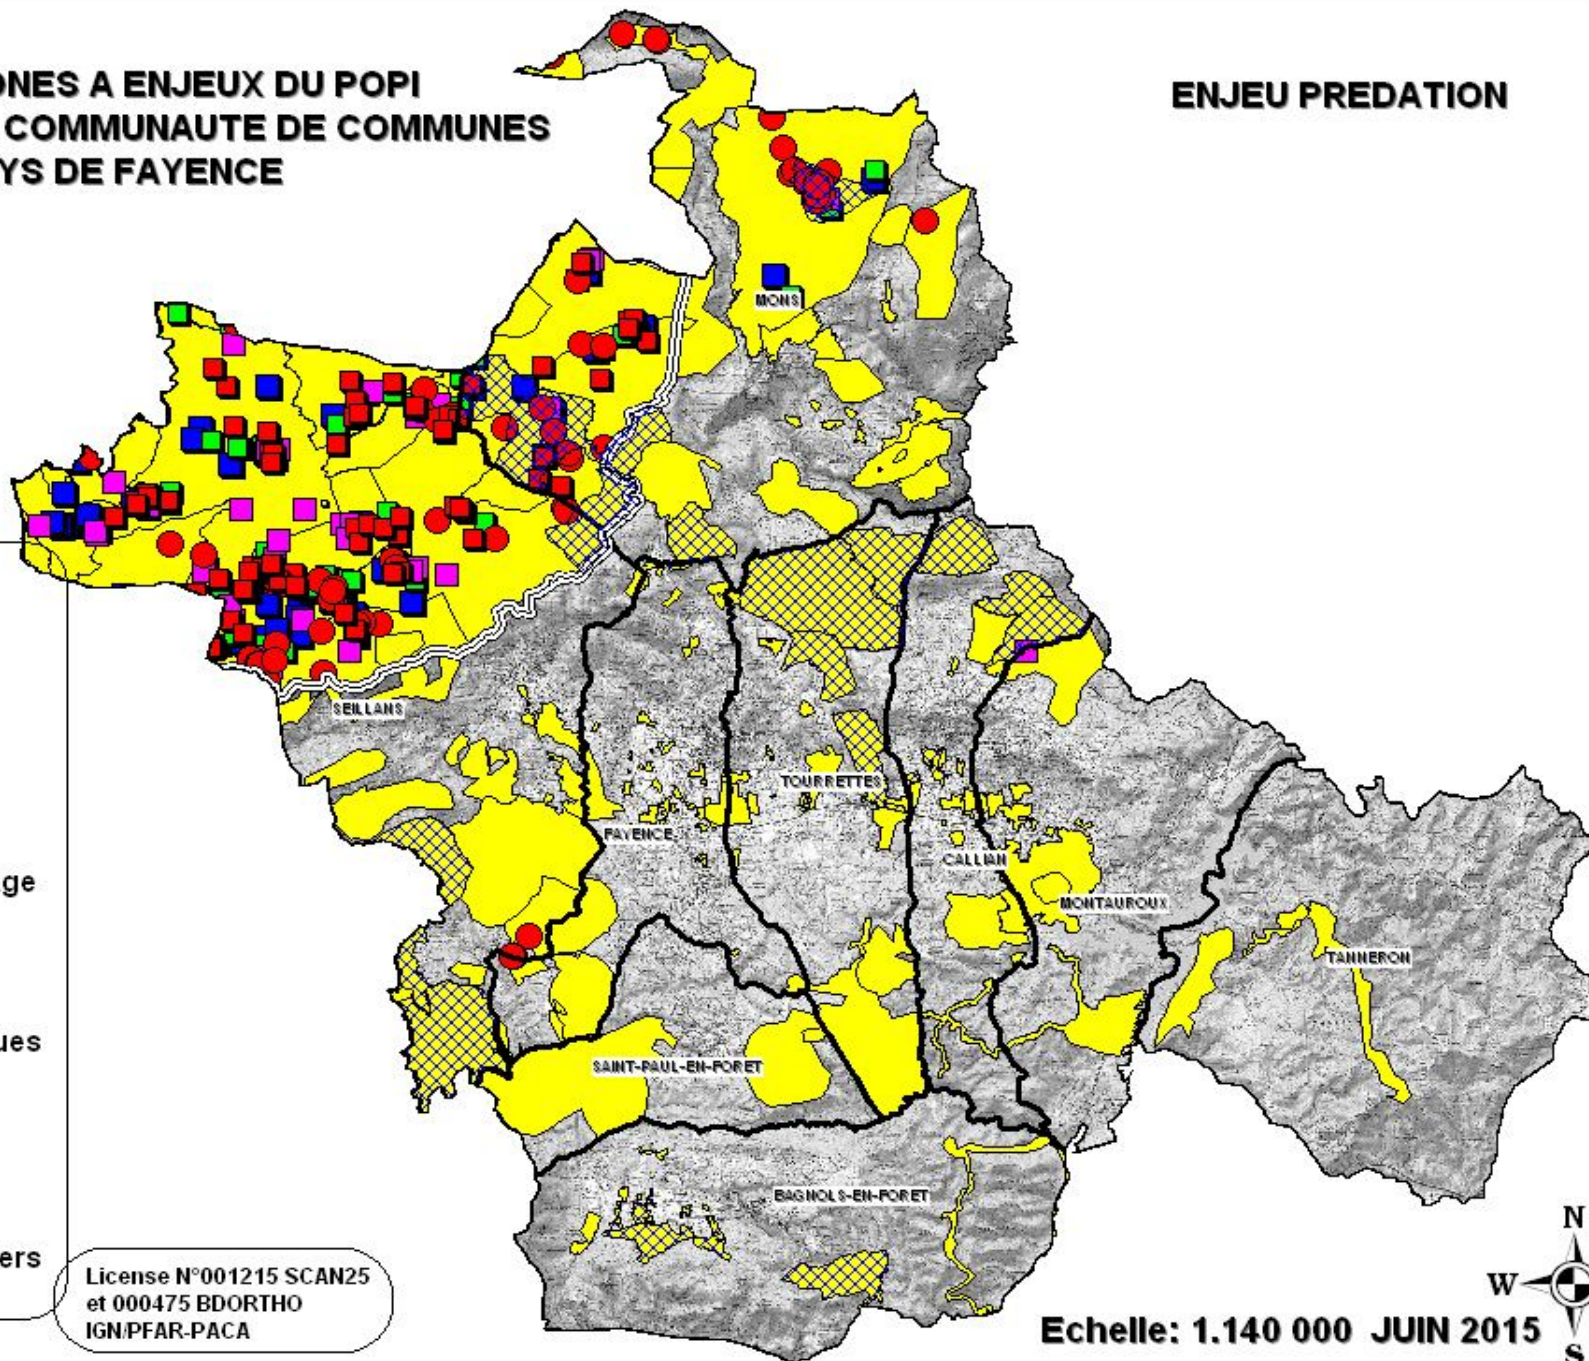 ONES A ENJEUX DU POPI
COMMUNAUTE DE COMMUNES
YS DE FAYENCE
ENJEU PREDATION
MONS
SEILLANS
TOURRETTES
FAYENCE
CALLIAN
MONTAUROUX
TANNERON
SAINT-PAUL-EN-FORET
BAGNOLS-EN-FORET
ge
ues
ers
License N°001215 SCAN25
et 000475 BDORTHO
IGN/PFAR-PACA
N
W
S
Echelle: 1.140 000 JUIN 2015